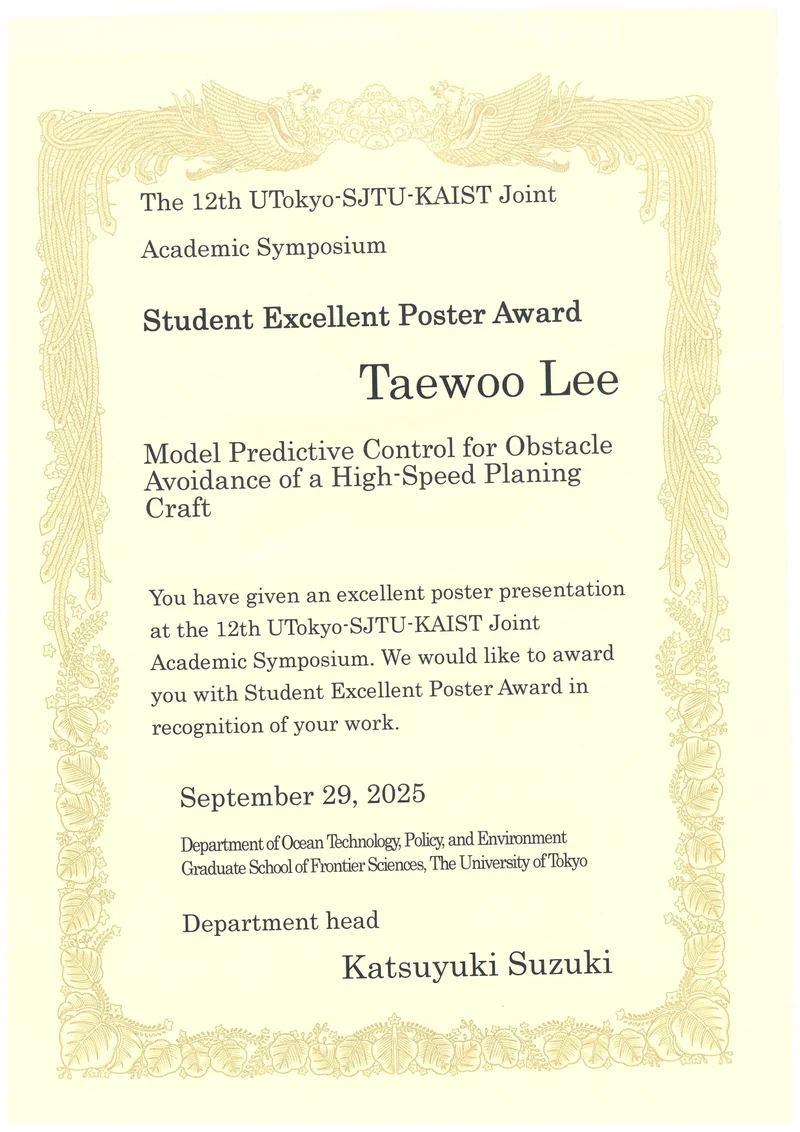 The 12th UTokyo-SJTU-KAIST Joint
Academic Symposium
Student Excellent Poster Award
Taewoo Lee
Model Predictive Control for Obstacle
Avoidance of a High-Speed Planing
Craft
You have given an excellent poster presentation
at the 12th UTokyo-SJTU-KAIST Joint
Academic Symposium. We would like to award
you with Student Excellent Poster Award in
recognition of your work.
September 29, 2025
Department of Ocean Technology, Policy, and Environment
Graduate School of Frontier Sciences, The University of Tokyo
Department head
Katsuyuki Suzuki